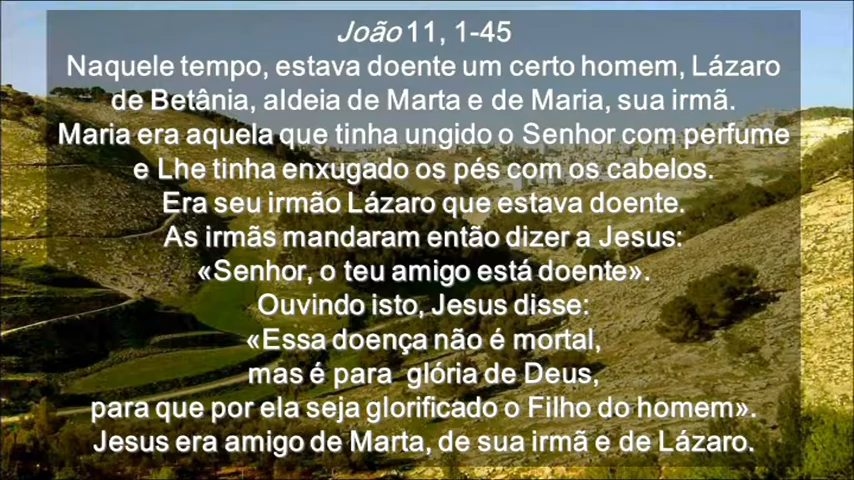 João 11, 1-45
Naquele tempo, estava doente um certo homem, Lázaro
de Betânia, aldeia de Marta e de Maria, sua irmã.
Maria era aquela que tinha ungido o Senhor com perfume
e Lhe tinha enxugado os pés com os cabelos.
Era seu irmão Lázaro que estava doente.
As irmãs mandaram então dizer a Jesus:
«Senhor, o teu amigo está doente».
Ouvindo isto, Jesus disse:
«Essa doença não é mortal,
mas é para glória de Deus,
para que por ela seja glorificado o Filho do homem».
Jesus era amigo de Marta, de sua irmã e de Lázaro.